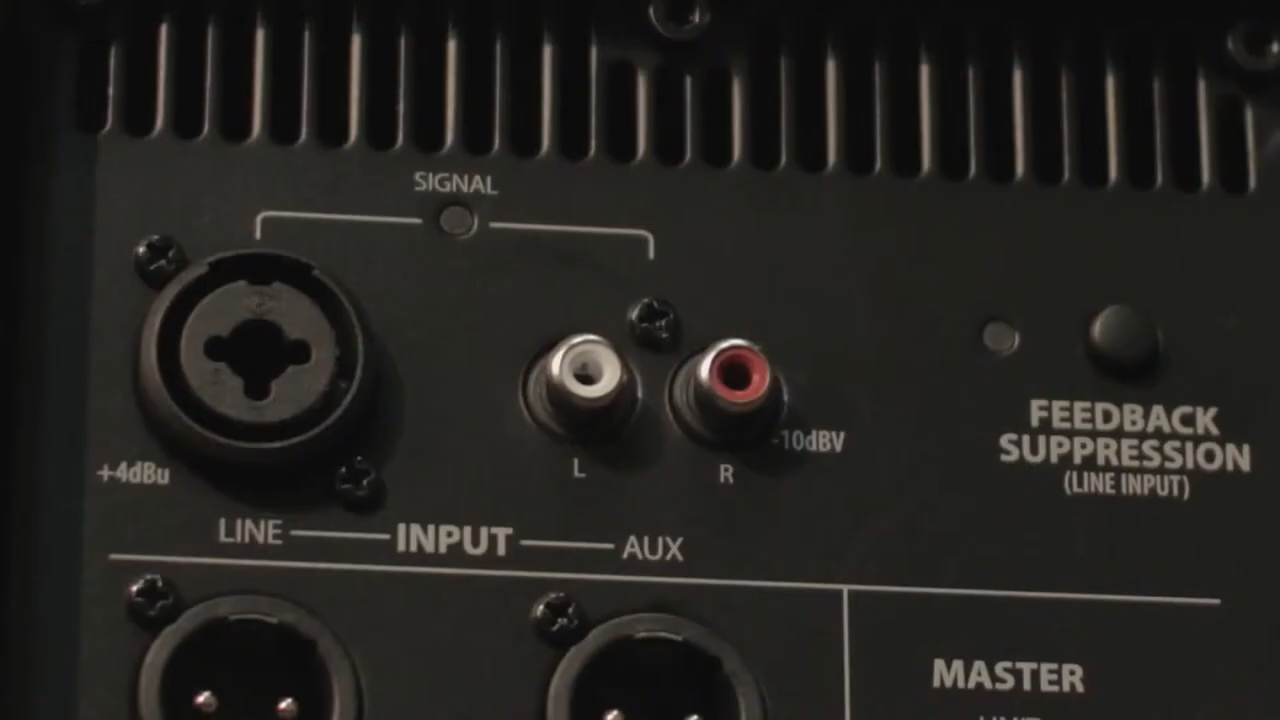 SIGNAL
+4dBu
L
R
-10dBV
LINE INPUT AUX
FEEDBACK
SUPPRESSION
(LINE INPUT)
MASTER